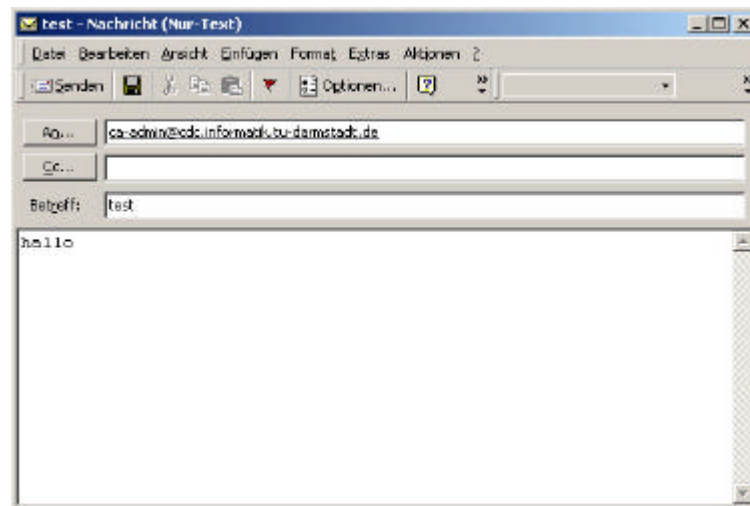 test - Nachricht (Nur-Text)
Datei Bearbeiten Ansicht Einfügen Format Extras Aktionen ?
Senden Optionen...
An... ca-admin@cdc.informatik.tu-darmstadt.de
Cc...
Betreff: test
hallo